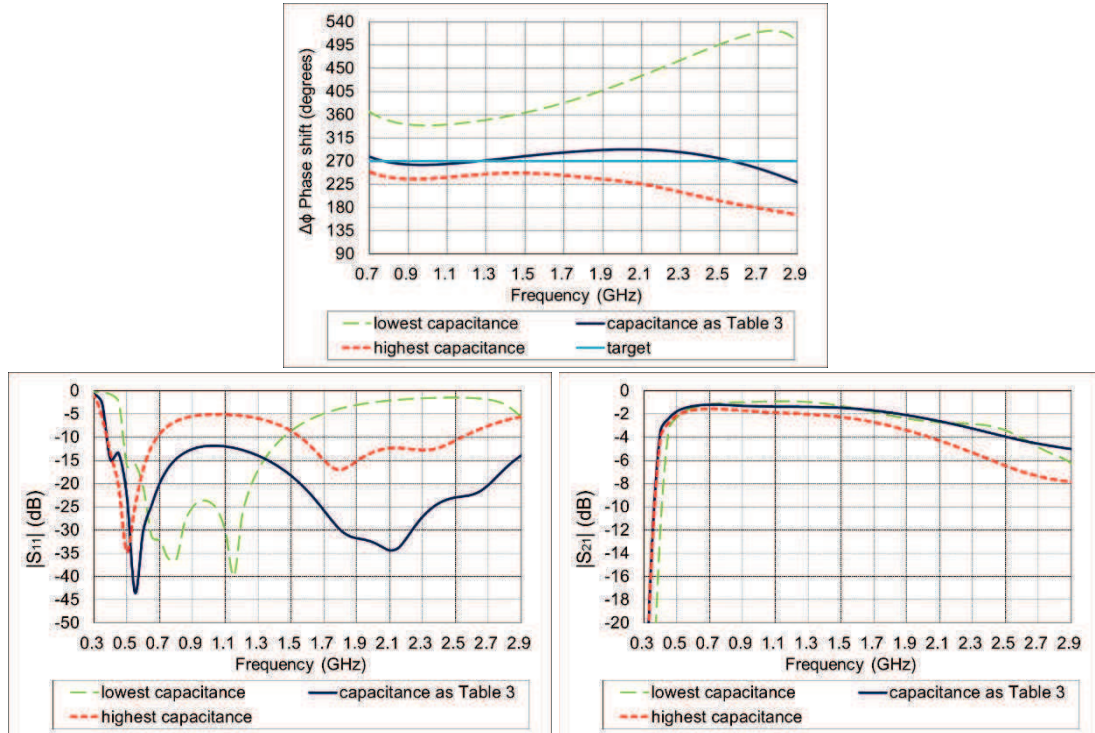 540
495
450
405
360
315
270
225
180
135
90
Δϕ Phase shift (degrees)
0.7 0.9 1.1 1.3 1.5 1.7 1.9 2.1 2.3 2.5 2.7 2.9
Frequency (GHz)
lowest capacitance capacitance as Table 3
highest capacitance target
0
-5
-10
-15
-20
-25
-30
-35
-40
-45
-50
|S11| (dB)
0.3 0.5 0.7 0.9 1.1 1.3 1.5 1.7 1.9 2.1 2.3 2.5 2.7 2.9
Frequency (GHz)
lowest capacitance capacitance as Table 3
highest capacitance
0
-2
-4
-6
-8
-10
-12
-14
-16
-18
-20
|S21| (dB)
0.3 0.5 0.7 0.9 1.1 1.3 1.5 1.7 1.9 2.1 2.3 2.5 2.7 2.9
Frequency (GHz)
lowest capacitance capacitance as Table 3
highest capacitance